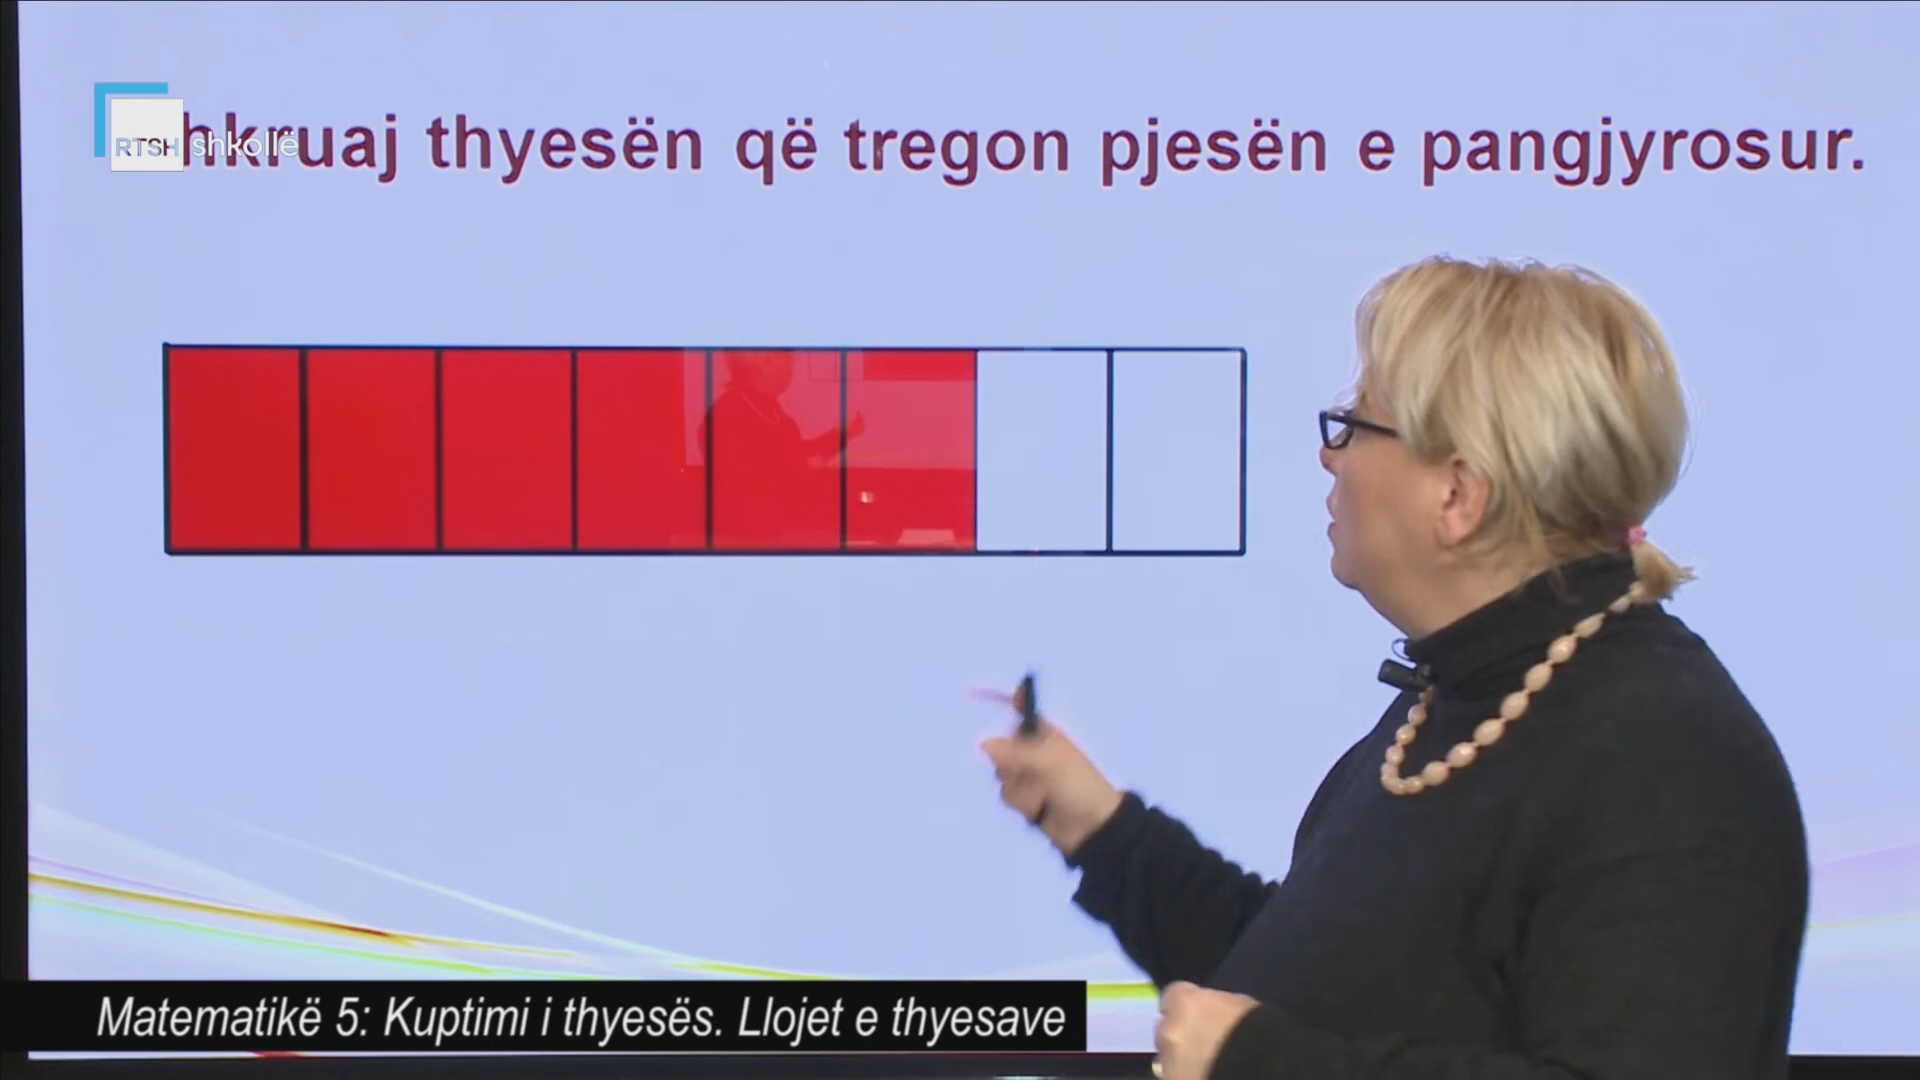 hkruaj thyesën që tregon pjesën e pangjyrosur.
RTSH shkollë
Matematikë 5: Kuptimi i thyesës. Llojet e thyesave